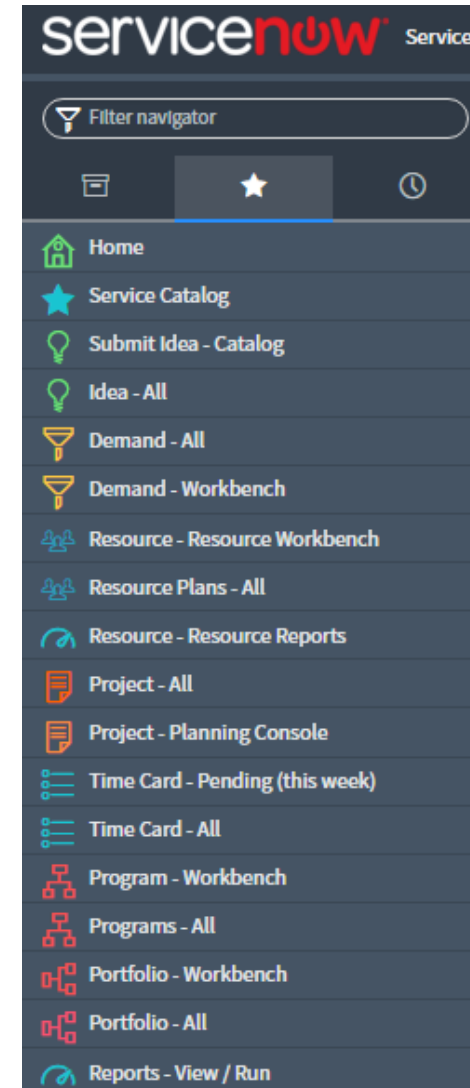 servicenow Service
Filter navigator
Home
Service Catalog
Submit Idea - Catalog
Idea - All
Demand - All
Demand - Workbench
Resource - Resource Workbench
Resource Plans - All
Resource - Resource Reports
Project - All
Project - Planning Console
Time Card - Pending (this week)
Time Card - All
Program - Workbench
Programs - All
Portfolio - Workbench
Portfolio - All
Reports - View / Run